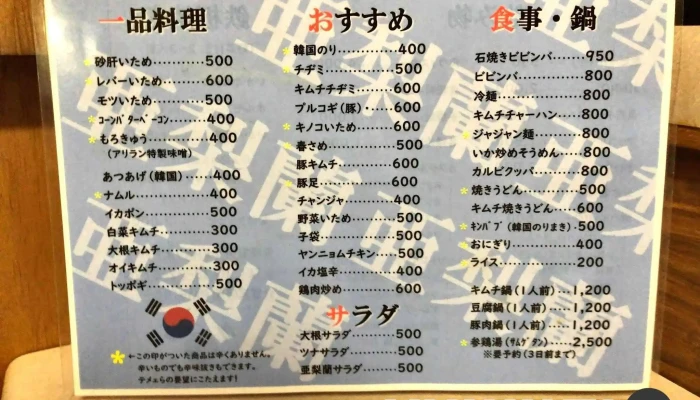 一品料理
*砂肝いため…………500
*レバーいため…………600
モツいため…………500
*コーンバターベーコン…………400
*もろきゅう…………400
(アリラン特製味噌)
あつあげ(韓国)…………400
*ナムル…………400
イカポン…………500
白菜キムチ…………300
大根キムチ…………300
オイキムチ…………300
トッポギ…………500
*←この印がついた商品は辛くありません。
辛いものでも辛味抜きもできます。
テメェらの要望にこたえます!
おすすめ
*韓国のり…………400
*チヂミ…………500
キムチチヂミ…………600
プルコギ(豚)…………600
*キノコいため…………600
*春さめ…………500
豚キムチ…………600
*豚足…………600
チャンジャ…………400
野菜いため…………500
子袋…………500
ヤンニョムチキン…………500
イカ塩辛…………400
鶏肉炒め…………600
サラダ
大根サラダ…………500
ツナサラダ…………500
亜梨蘭サラダ…………500
食事・鍋
石焼きビビンバ…………950
ビビンバ…………800
冷麺…………800
キムチチャーハン…………800
*ジャジャン麺…………800
いか炒めそうめん…………800
カルビクッパ…………800
*焼きうどん…………500
キムチ焼きうどん…………600
*キンパプ(韓国のりまき)…500
*おにぎり…………400
*ライス…………200
キムチ鍋(1人前)…1,200
豆腐鍋(1人前)…1,200
豚肉鍋(1人前)…1,200
*参鶏湯(サムゲタン)…………2,500
※要予約(3日前まで)
亜梨蘭